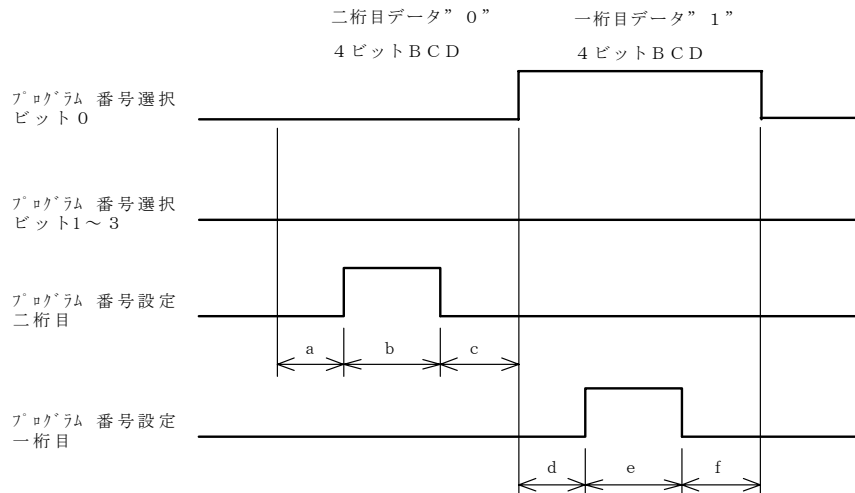 二桁目データ”０”
一桁目データ”１”
４ビットＢＣＤ
４ビットＢＣＤ
ﾌﾟﾛｸﾞﾗﾑ 番号選択
ビット０
ﾌﾟﾛｸﾞﾗﾑ 番号選択
ビット1～３
ﾌﾟﾛｸﾞﾗﾑ 番号設定
二桁目
a
b
c
ﾌﾟﾛｸﾞﾗﾑ 番号設定
一桁目
d
e
f